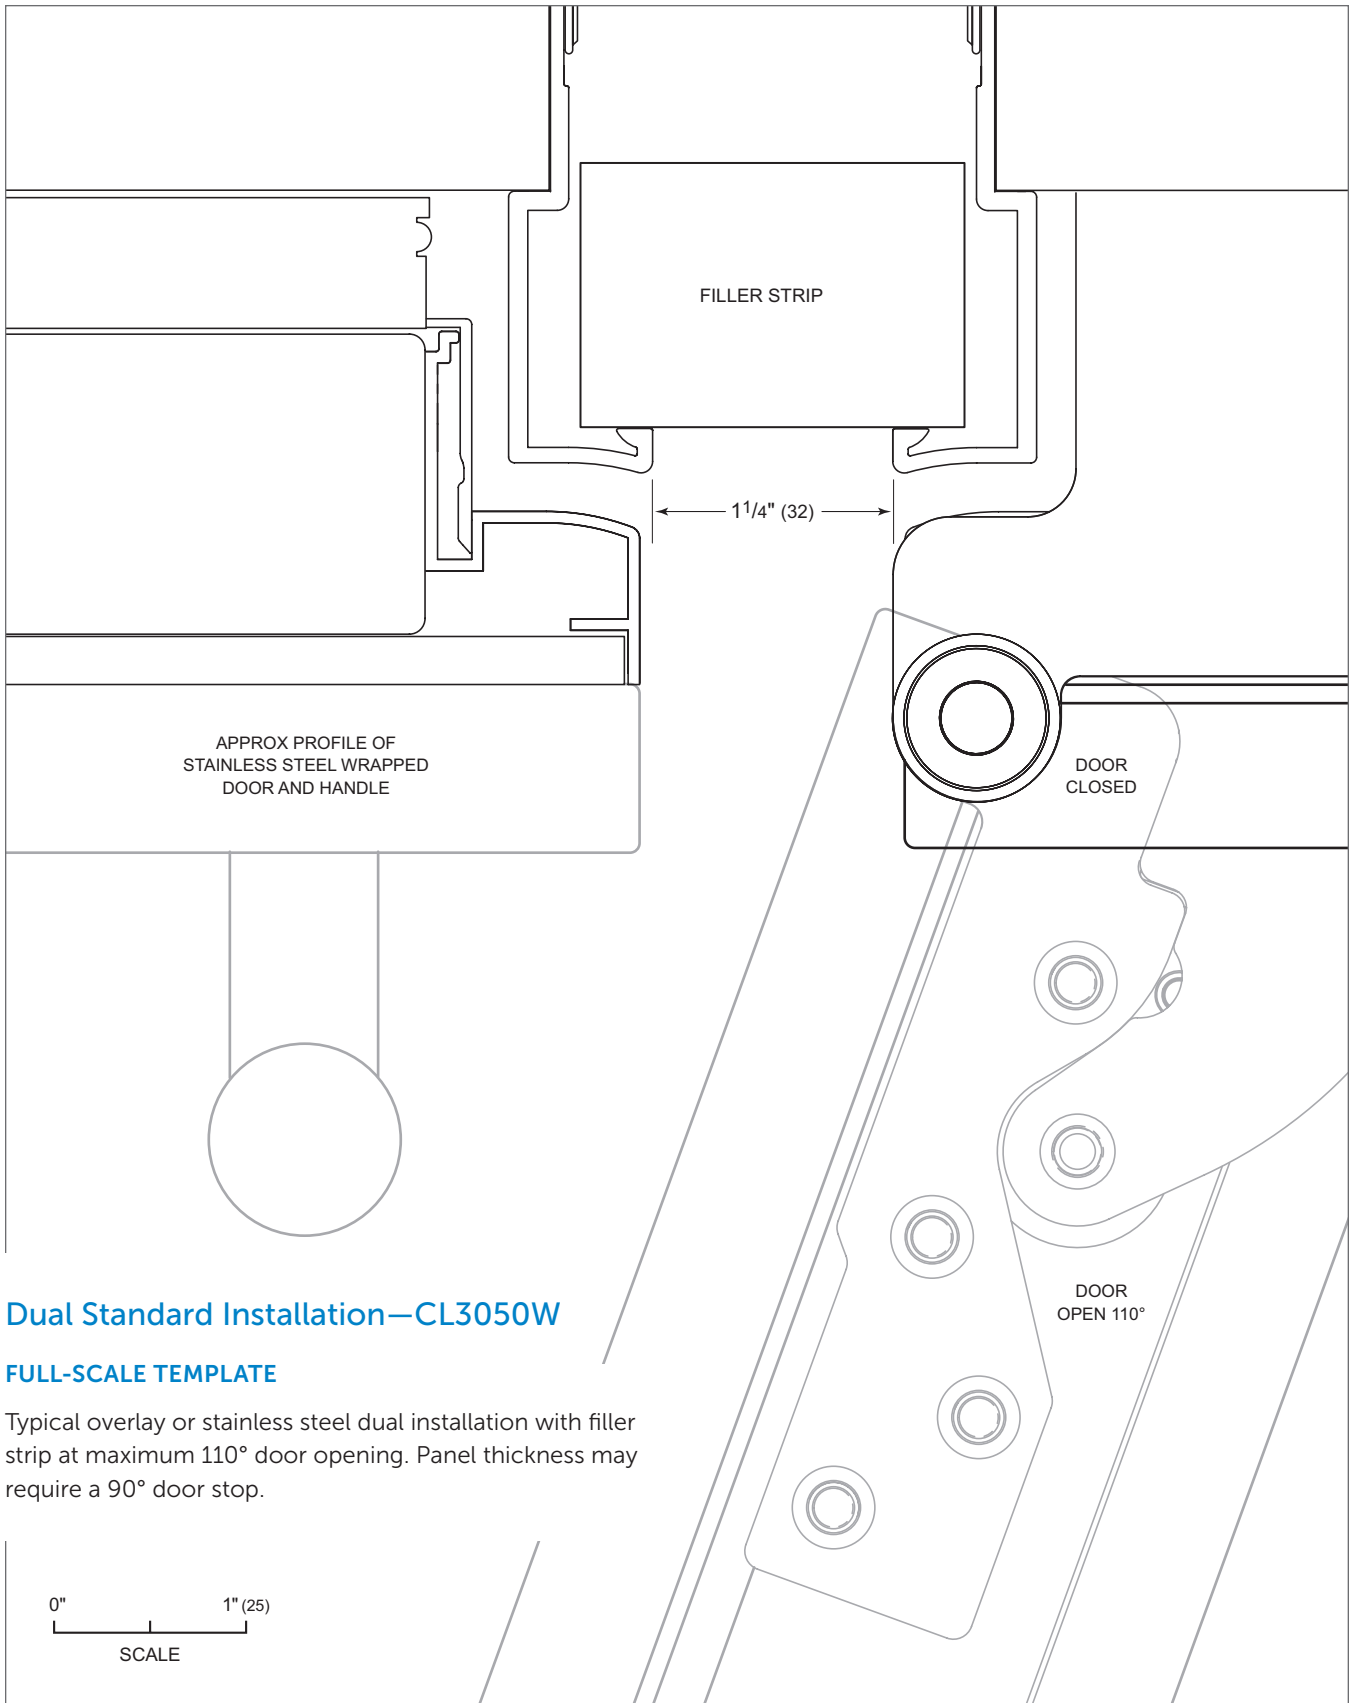 FILLER STRIP
1 1/4" (32)
APPROX PROFILE OF
STAINLESS STEEL WRAPPED
DOOR AND HANDLE
DOOR
CLOSED
DOOR
OPEN 110°
Dual Standard Installation—CL3050W
FULL-SCALE TEMPLATE
Typical overlay or stainless steel dual installation with filler
strip at maximum 110° door opening. Panel thickness may
require a 90° door stop.
0" 1" (25)
SCALE